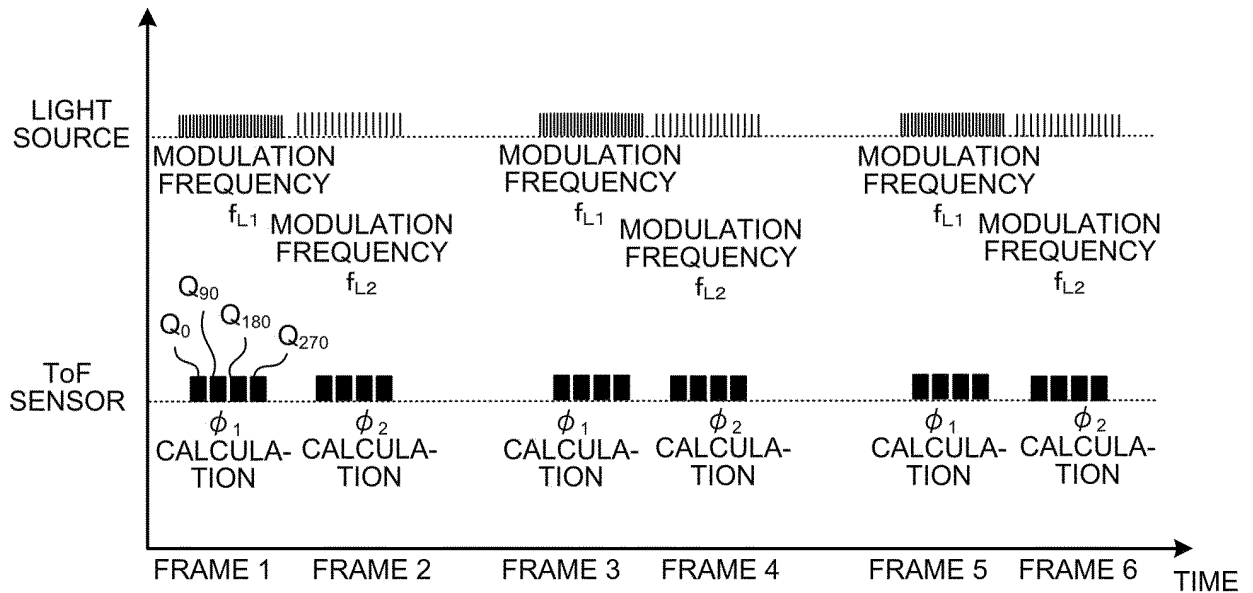 LIGHT
SOURCE
MODULATION
FREQUENCY
fL1
MODULATION
FREQUENCY
fL2
MODULATION
FREQUENCY
fL1
MODULATION
FREQUENCY
fL2
MODULATION
FREQUENCY
fL1
MODULATION
FREQUENCY
fL2
Q90
Q0
Q180
Q270
ToF
SENSOR
ϕ1
CALCULA-
TION
ϕ2
CALCULA-
TION
ϕ1
CALCULA-
TION
ϕ2
CALCULA-
TION
ϕ1
CALCULA-
TION
ϕ2
CALCULA-
TION
FRAME 1
FRAME 2
FRAME 3
FRAME 4
FRAME 5
FRAME 6
TIME